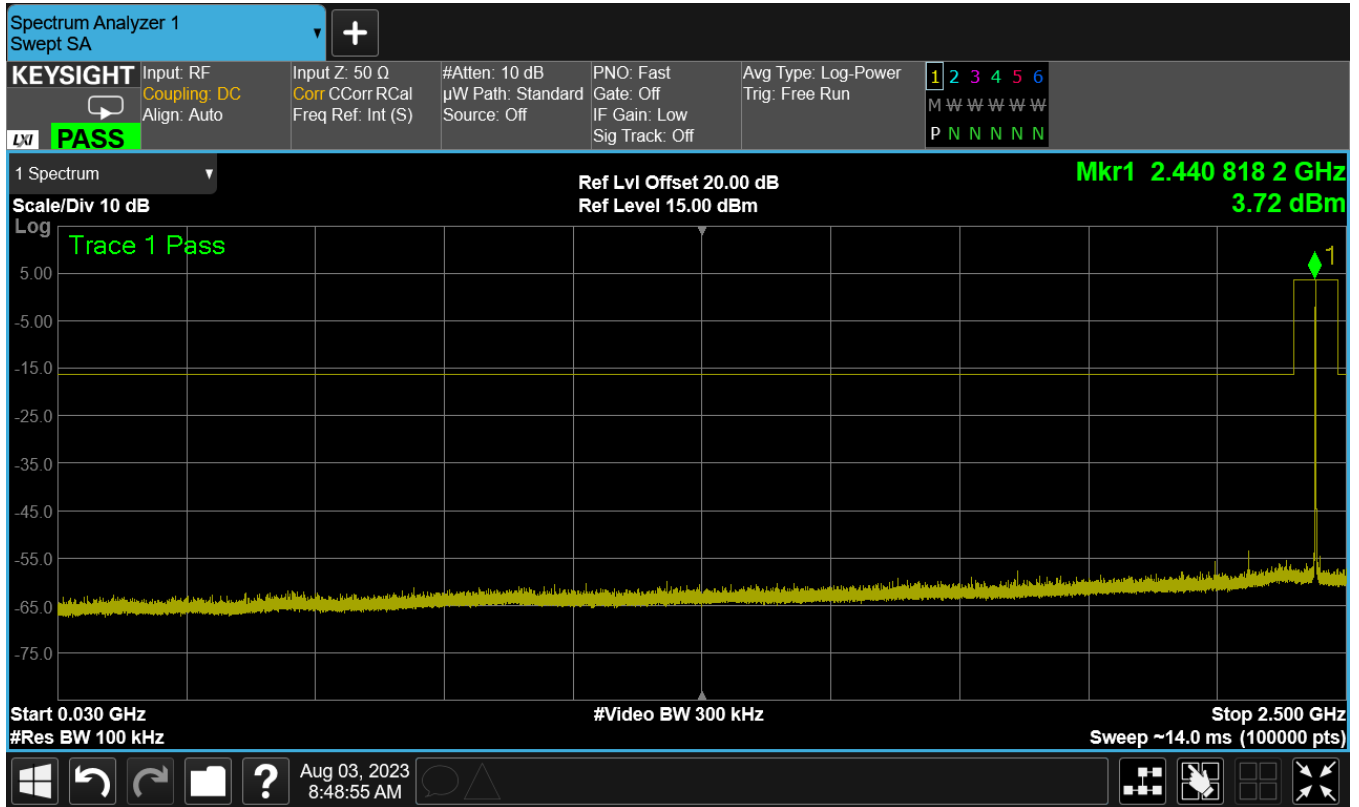 Spectrum Analyzer 1
Swept SA
KEYSIGHT
LXI PASS
Input: RF
Coupling: DC
Align: Auto
Input Z: 50 Ω
Corr CCorr RCal
Freq Ref: Int (S)
#Atten: 10 dB
µW Path: Standard
Source: Off
PNO: Fast
Gate: Off
IF Gain: Low
Sig Track: Off
Avg Type: Log-Power
Trig: Free Run
1 2 3 4 5 6
M W W W W W
P N N N N N
1 Spectrum
Scale/Div 10 dB
Ref Lvl Offset 20.00 dB
Ref Level 15.00 dBm
Mkr1 2.440 818 2 GHz
3.72 dBm
Log
Trace 1 Pass
1
5.00
-5.00
-15.0
-25.0
-35.0
-45.0
-55.0
-65.0
-75.0
Start 0.030 GHz
#Video BW 300 kHz
Stop 2.500 GHz
#Res BW 100 kHz
Sweep ~14.0 ms (100000 pts)
?
Aug 03, 2023
8:48:55 AM